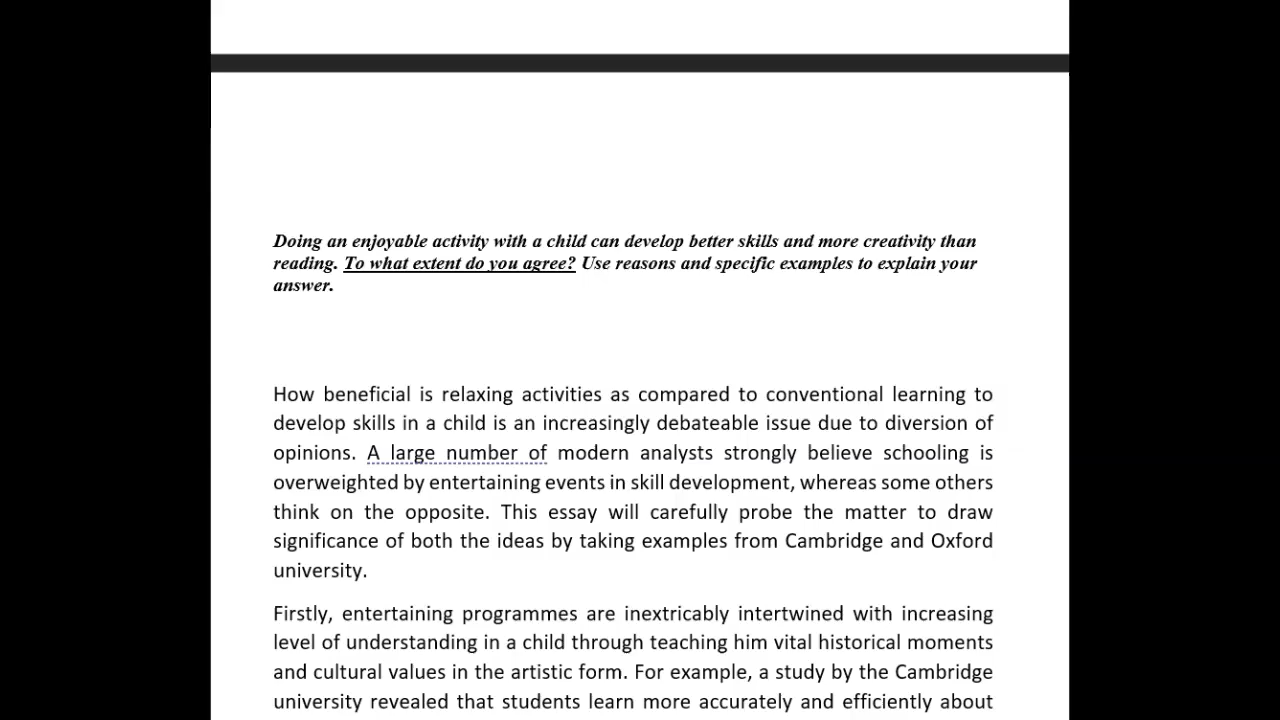 Doing an enjoyable activity with a child can develop better skills and more creativity than
reading. To what extent do you agree? Use reasons and specific examples to explain your
answer.
How beneficial is relaxing activities as compared to conventional learning to
develop skills in a child is an increasingly debateable issue due to diversion of
opinions. A large number of modern analysts strongly believe schooling is
overweighted by entertaining events in skill development, whereas some others
think on the opposite. This essay will carefully probe the matter to draw
significance of both the ideas by taking examples from Cambridge and Oxford
university.
Firstly, entertaining programmes are inextricably intertwined with increasing
level of understanding in a child through teaching him vital historical moments
and cultural values in the artistic form. For example, a study by the Cambridge
university revealed that students learn more accurately and efficiently about